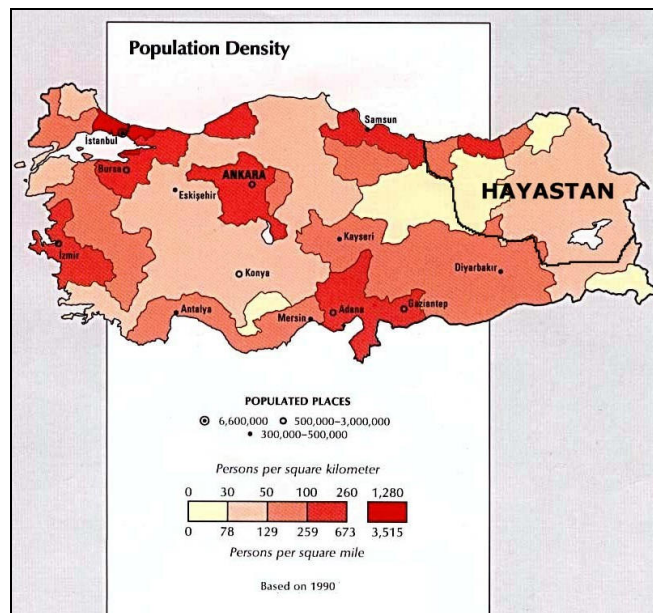 Population Density
Samsun
İstanbul
Bursa
ANKARA
Eskişehir
HAYASTAN
Kayseri
İzmir
Diyarbakır
Konya
Antalya
Mersin
Adana
Gaziantep
POPULATED PLACES
6,600,000 500,000–3,000,000
300,000–500,000
Persons per square kilometer
0 30 50 100 260 1,280
0 78 129 259 673 3,515
Persons per square mile
Based on 1990